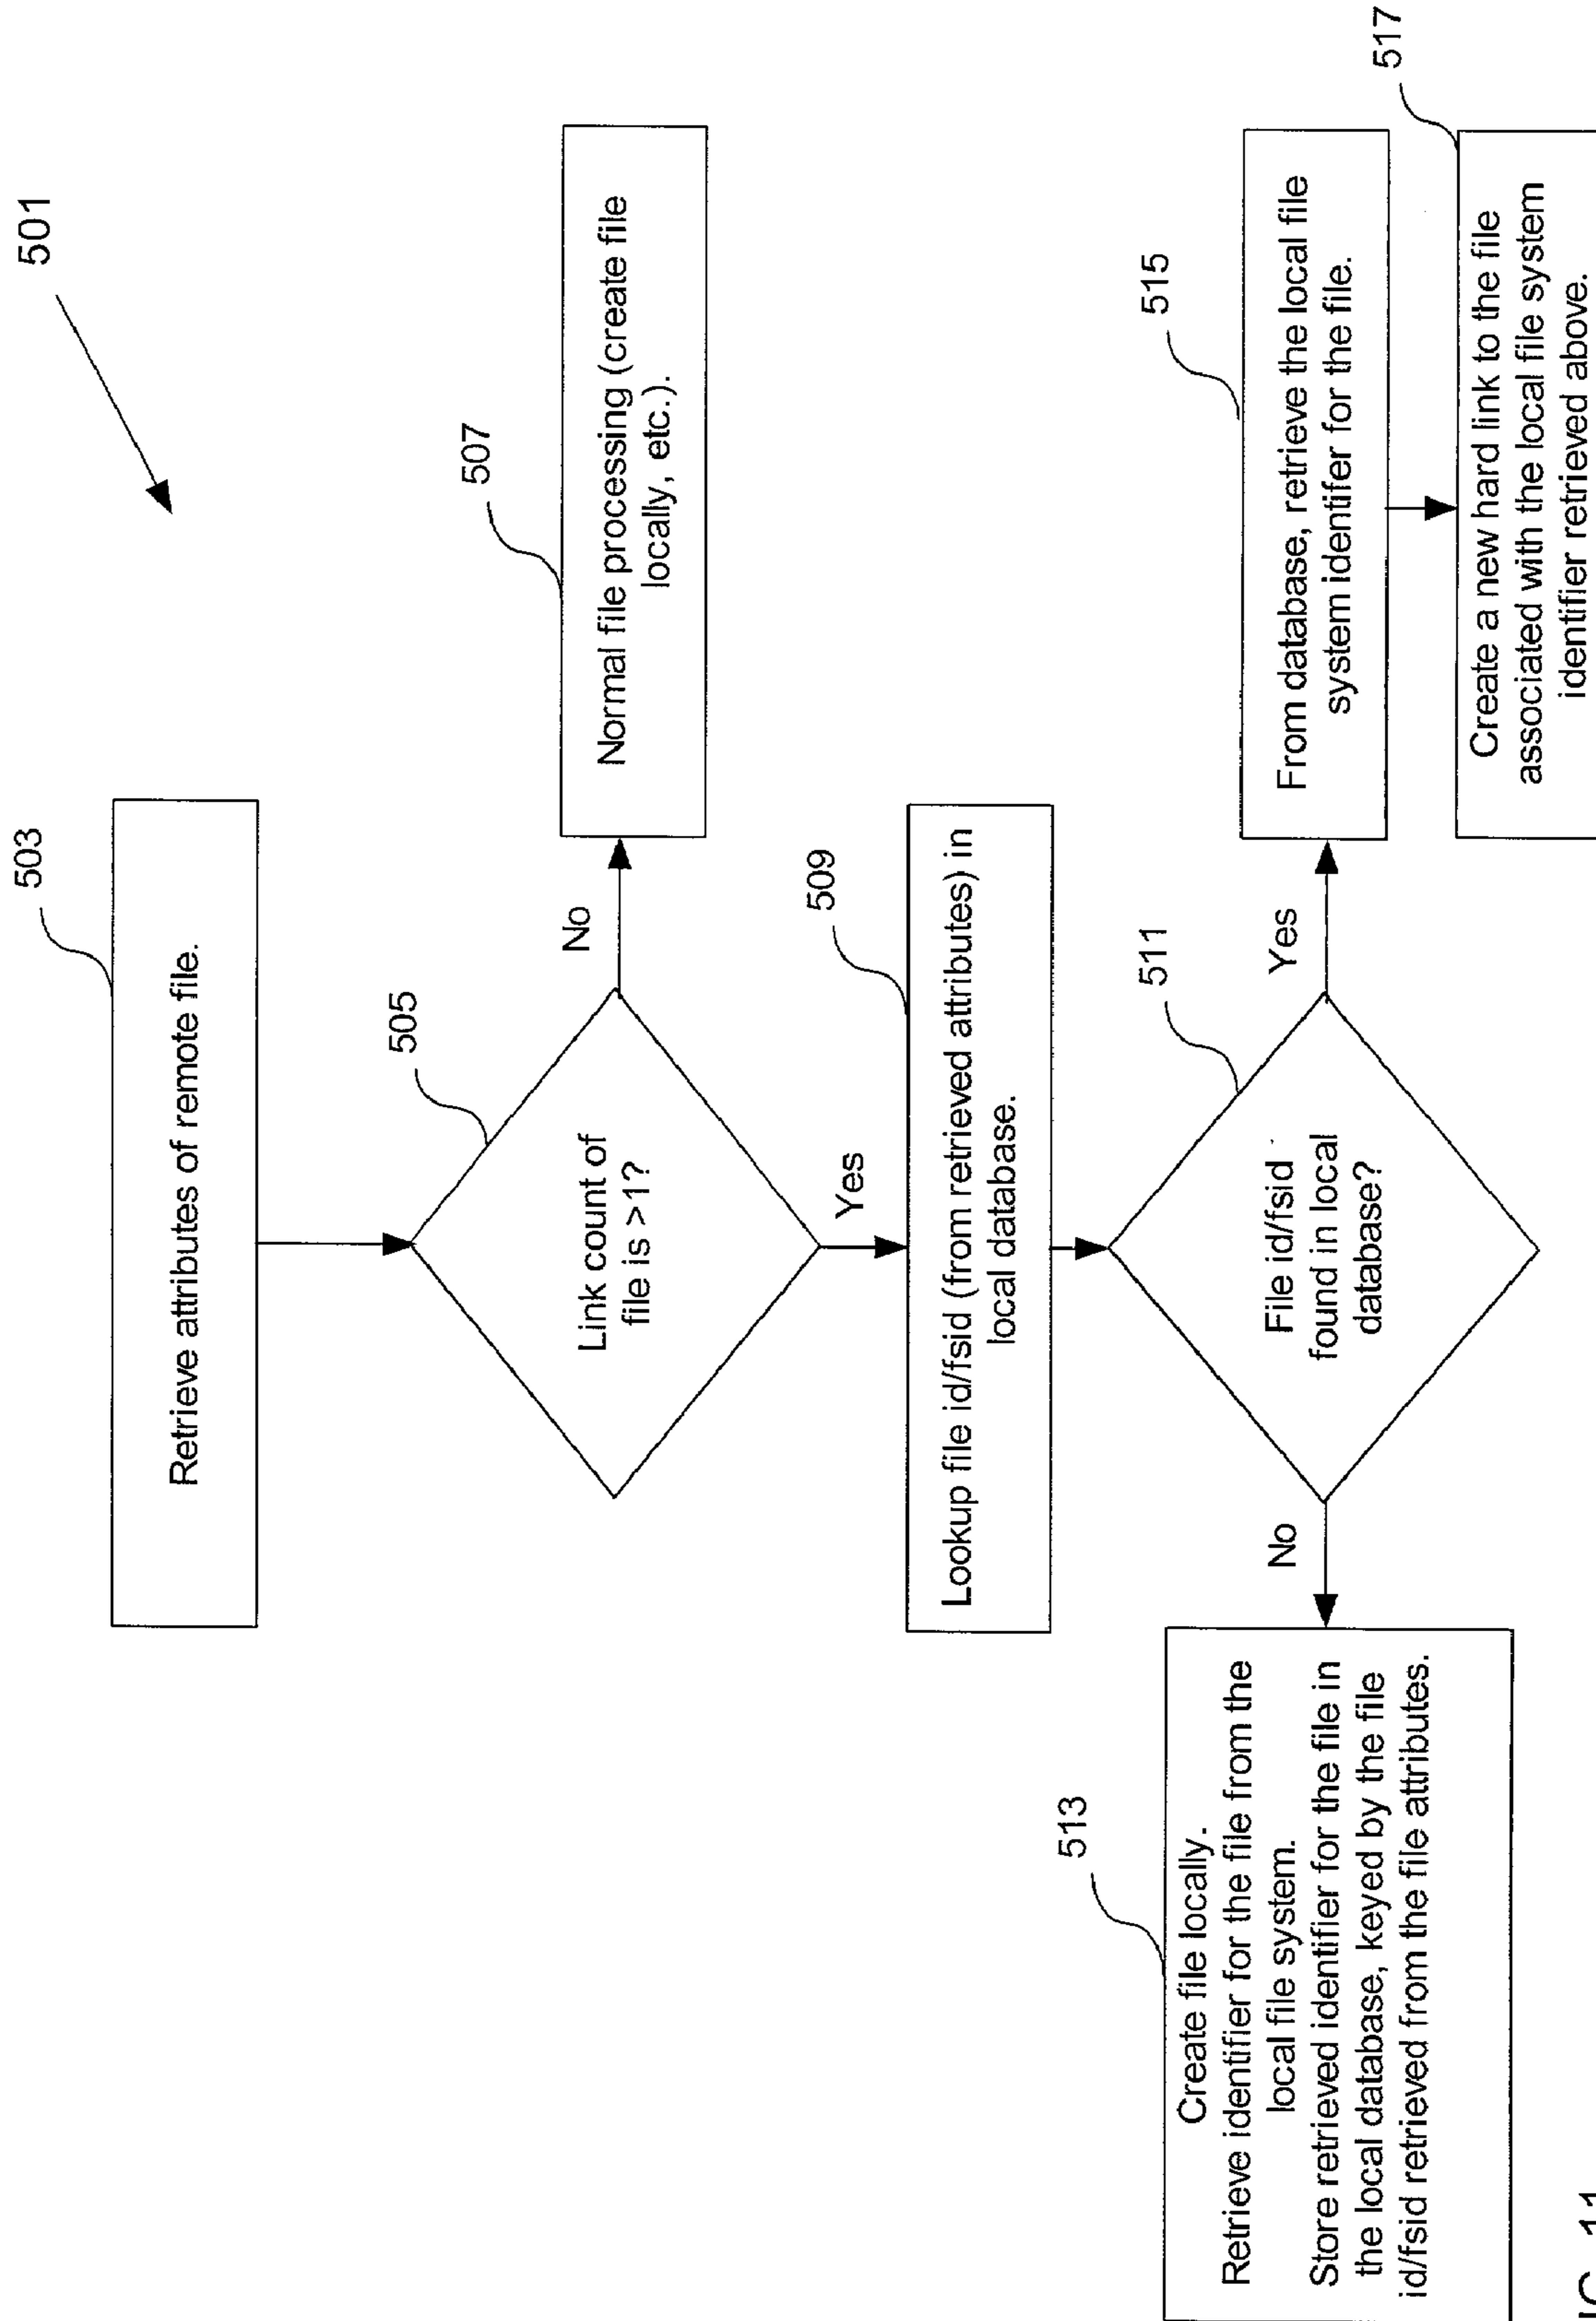 501
503
Retrieve attributes of remote file.
505
Link count of
file is >1?
No
507
Normal file processing (create file
locally, etc.).
Yes
509
Lookup file id/fsid (from retrieved attributes) in
local database.
511
File id/fsid
found in local
database?
No
513
Create file locally.
Retrieve identifier for the file from the
local file system.
Store retrieved identifier for the file in
the local database, keyed by the file
id/fsid retrieved from the file attributes.
Yes
515
From database, retrieve the local file
system identifer for the file.
517
Create a new hard link to the file
associated with the local file system
identifier retrieved above.
11